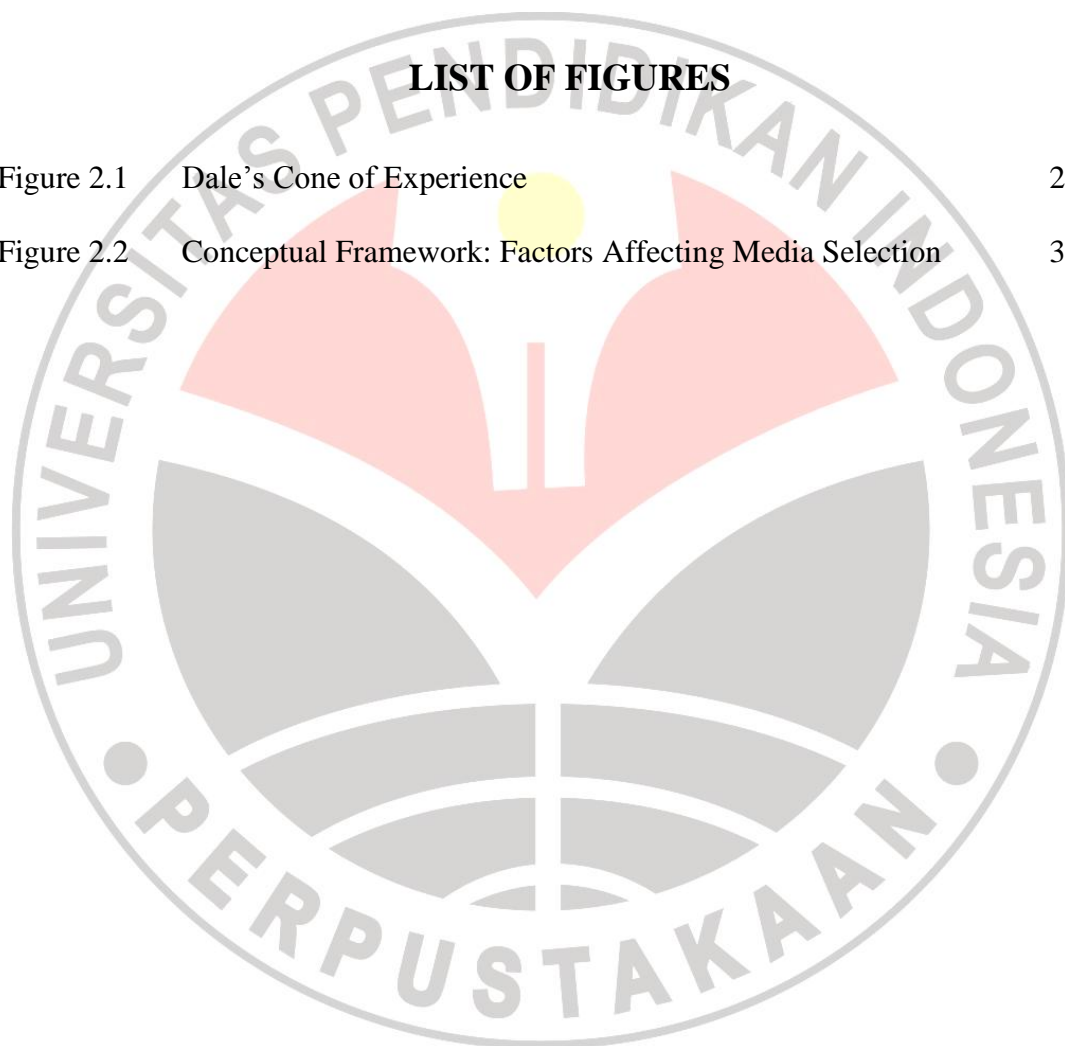 LIST OF FIGURES
Figure 2.1 Dale’s Cone of Experience 2
Figure 2.2 Conceptual Framework: Factors Affecting Media Selection 3
UNIVERSITAS PENDIDIKAN INDONESIA
PERPUSTAKAAN